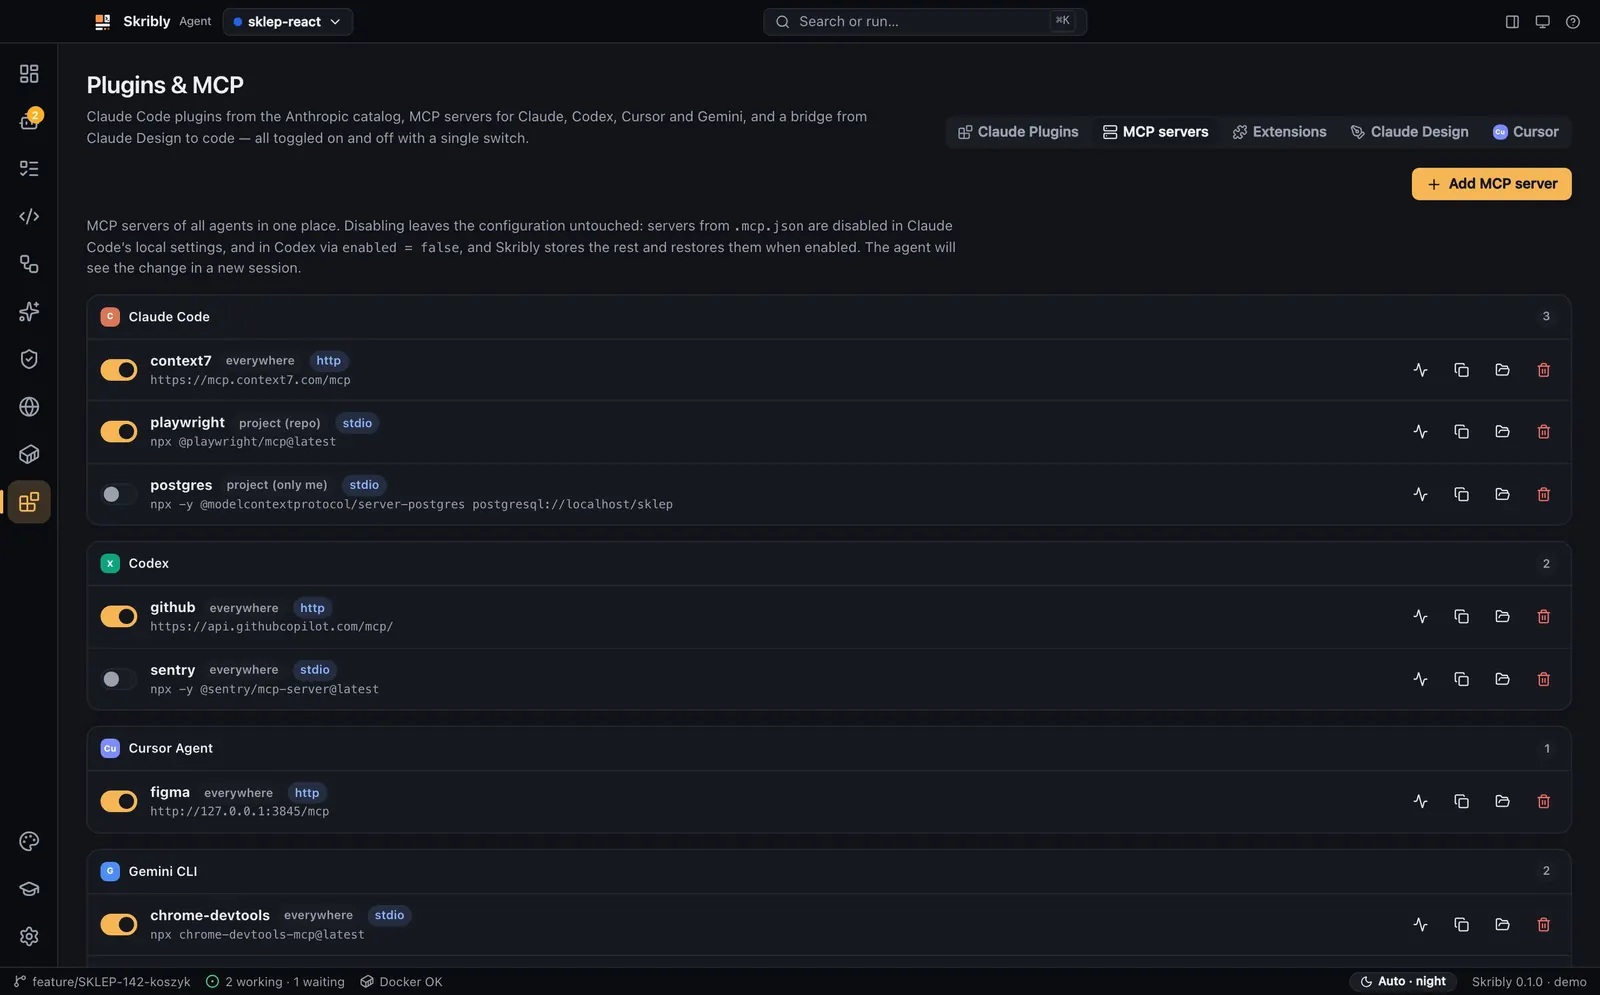 Skribly Agent sklep-react Search or run... ⌘K
2
Plugins & MCP
Claude Code plugins from the Anthropic catalog, MCP servers for Claude, Codex, Cursor and Gemini, and a bridge from
Claude Design to code — all toggled on and off with a single switch.
Claude Plugins MCP servers Extensions Claude Design Cu Cursor
+ Add MCP server
MCP servers of all agents in one place. Disabling leaves the configuration untouched: servers from .mcp.json are disabled in Claude
Code's local settings, and in Codex via enabled = false, and Skribly stores the rest and restores them when enabled. The agent will
see the change in a new session.
C Claude Code 3
context7 everywhere http
https://mcp.context7.com/mcp
playwright project (repo) stdio
npx @playwright/mcp@latest
postgres project (only me) stdio
npx -y @modelcontextprotocol/server-postgres postgresql://localhost/sklep
X Codex 2
github everywhere http
https://api.githubcopilot.com/mcp/
sentry everywhere stdio
npx -y @sentry/mcp-server@latest
Cu Cursor Agent 1
figma everywhere http
http://127.0.0.1:3845/mcp
G Gemini CLI 2
chrome-devtools everywhere stdio
npx chrome-devtools-mcp@latest
feature/SKLEP-142-koszyk 2 working · 1 waiting Docker OK Auto · night Skribly 0.1.0 · demo